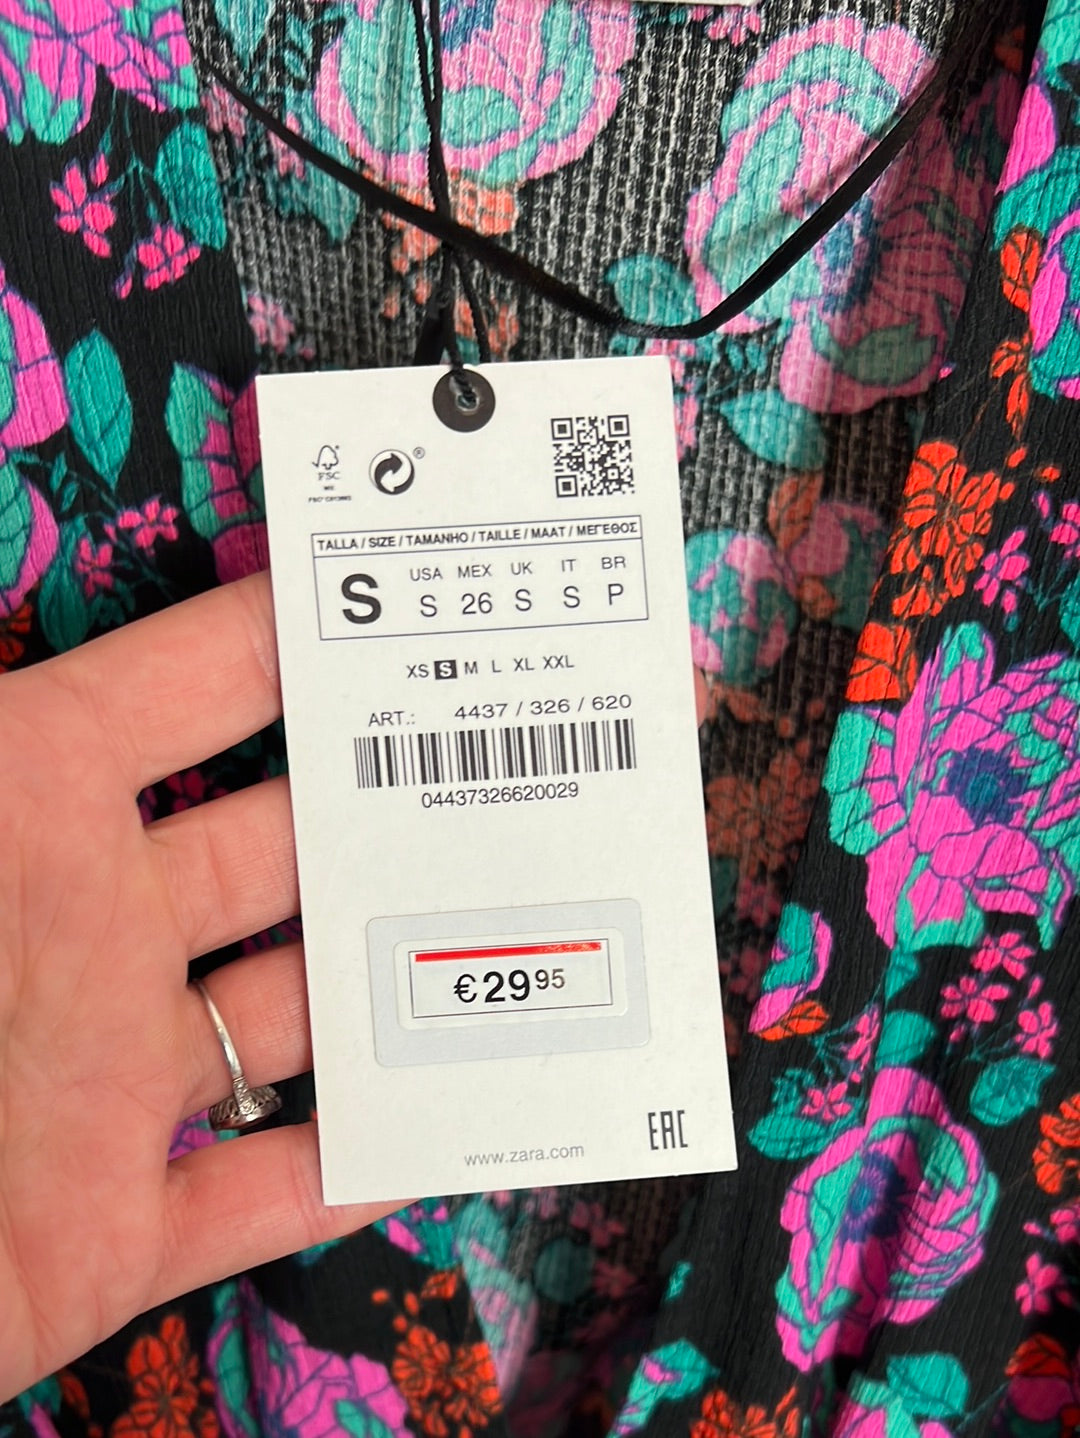 ®
FSC
TALLA / SIZE / TAMANHO / TAILLE / MAAT / ΜΕΓΕΘΟΣ
S
USA MEX UK IT BR
S 26 S S P
XS S M L XL XXL
ART.: 4437 / 326 / 620
04437326620029
€29 95
EAC
www.zara.com